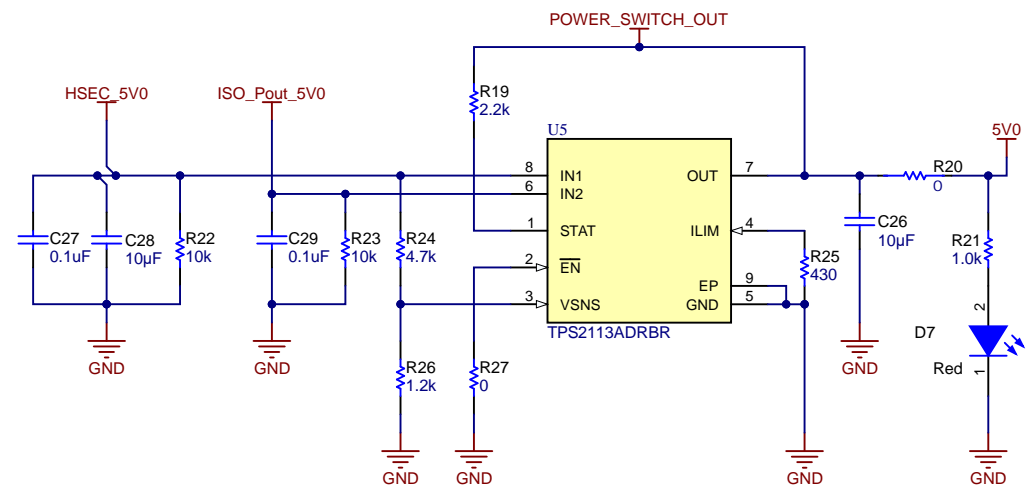 POWER_SWITCH_OUT
HSEC_5V0
ISO_Pout_5V0
R19
2.2k
U5
5V0
8
IN1
OUT
7
R20
0
6
IN2
C27
0.1uF
C28
10µF
R22
10k
C29
0.1uF
R23
10k
R24
4.7k
1
STAT
ILIM
4
C26
10µF
R21
1.0k
R25
430
2
EN
EP
9
3
VSNS
GND
5
TPS2113ADRBR
2
D7
Red
1
GND
GND
R26
1.2k
R27
0
GND
GND
GND
GND
GND